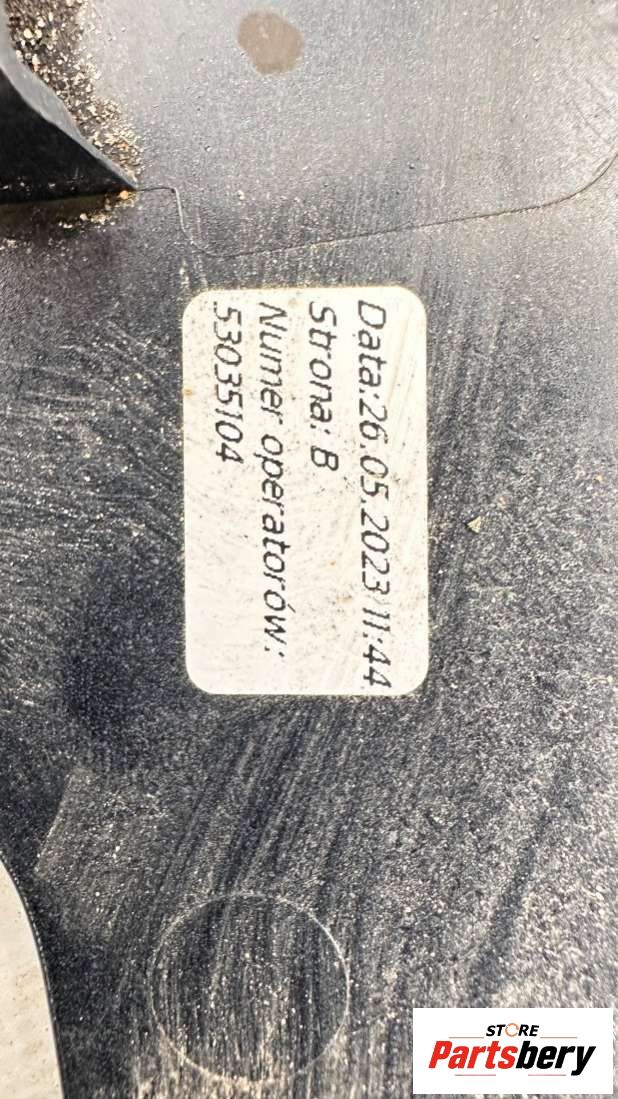 Data:26.05.2023 11:44
Strona: B
Numer operatorów:
53035104
STORE
Partsbery